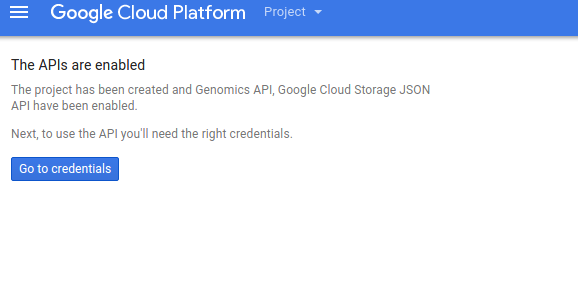 Google Cloud Platform Project
The APIs are enabled
The project has been created and Genomics API, Google Cloud Storage JSON
API have been enabled.
Next, to use the API you'll need the right credentials.
Go to credentials